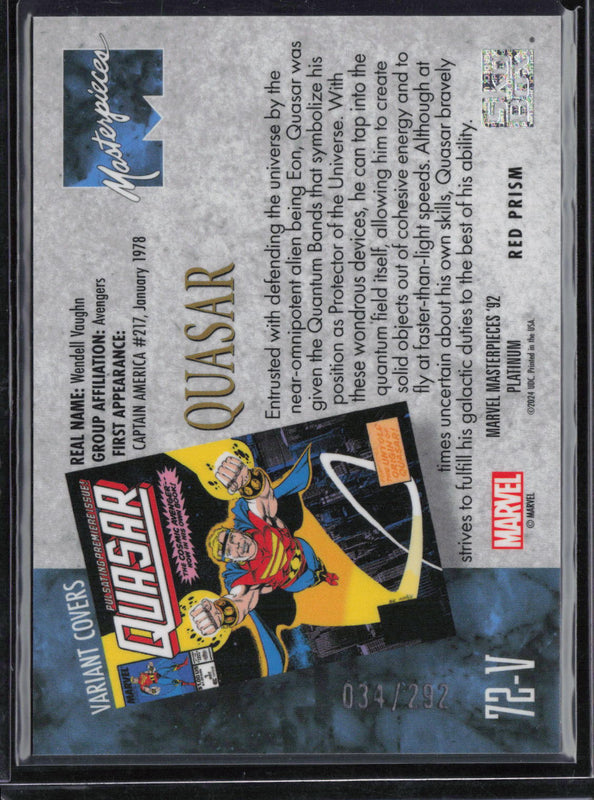 Masterpieces
REAL NAME: Wendell Vaughn
GROUP AFFILIATION: Avengers
FIRST APPEARANCE:
CAPTAIN AMERICA #217, January 1978
QUASAR
Entrusted with defending the universe by the
near-omnipotent alien being Eon, Quasar was
given the Quantum Bands that symbolize his
position as Protector of the Universe. With
these wondrous devices, he can tap into the
quantum field itself, allowing him to create
solid objects out of cohesive energy and to
fly at faster-than-light speeds. Although at
times uncertain about his own skills, Quasar bravely
strives to fulfill his galactic duties to the best of his ability.
VARIANT COVERS
PULSATING PREMIERE ISSUE!
QUASAR
MARVEL
034/292
72-V
MARVEL
© MARVEL
MARVEL MASTERPIECES '92
PLATINUM
©2024 UDC. Printed in the USA.
RED PRISM
SKY
BOX
®